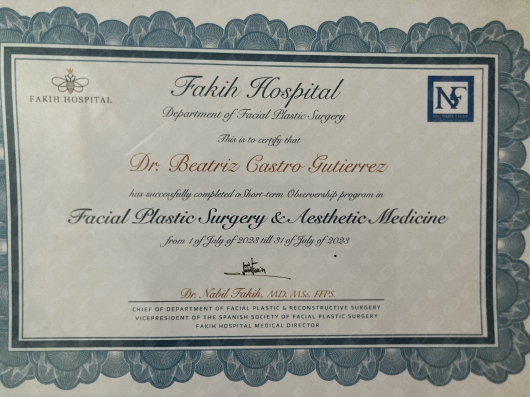 FAKIH HOSPITAL
Fakih Hospital
Department of Facial Plastic Surgery
NF
This is to certify that
Dr. Beatriz Castro Gutierrez
has successfully completed a Short-term Observership program in
Facial Plastic Surgery & Aesthetic Medicine
from 1 of July of 2023 till 31 of July of 2023
Dr. Nabil Fakih, MD. MSc. FFPS.
CHIEF OF DEPARTMENT OF FACIAL PLASTIC & RECONSTRUCTIVE SURGERY
VICEPRESIDENT OF THE SPANISH SOCIETY OF FACIAL PLASTIC SURGERY
FAKIH HOSPITAL MEDICAL DIRECTOR